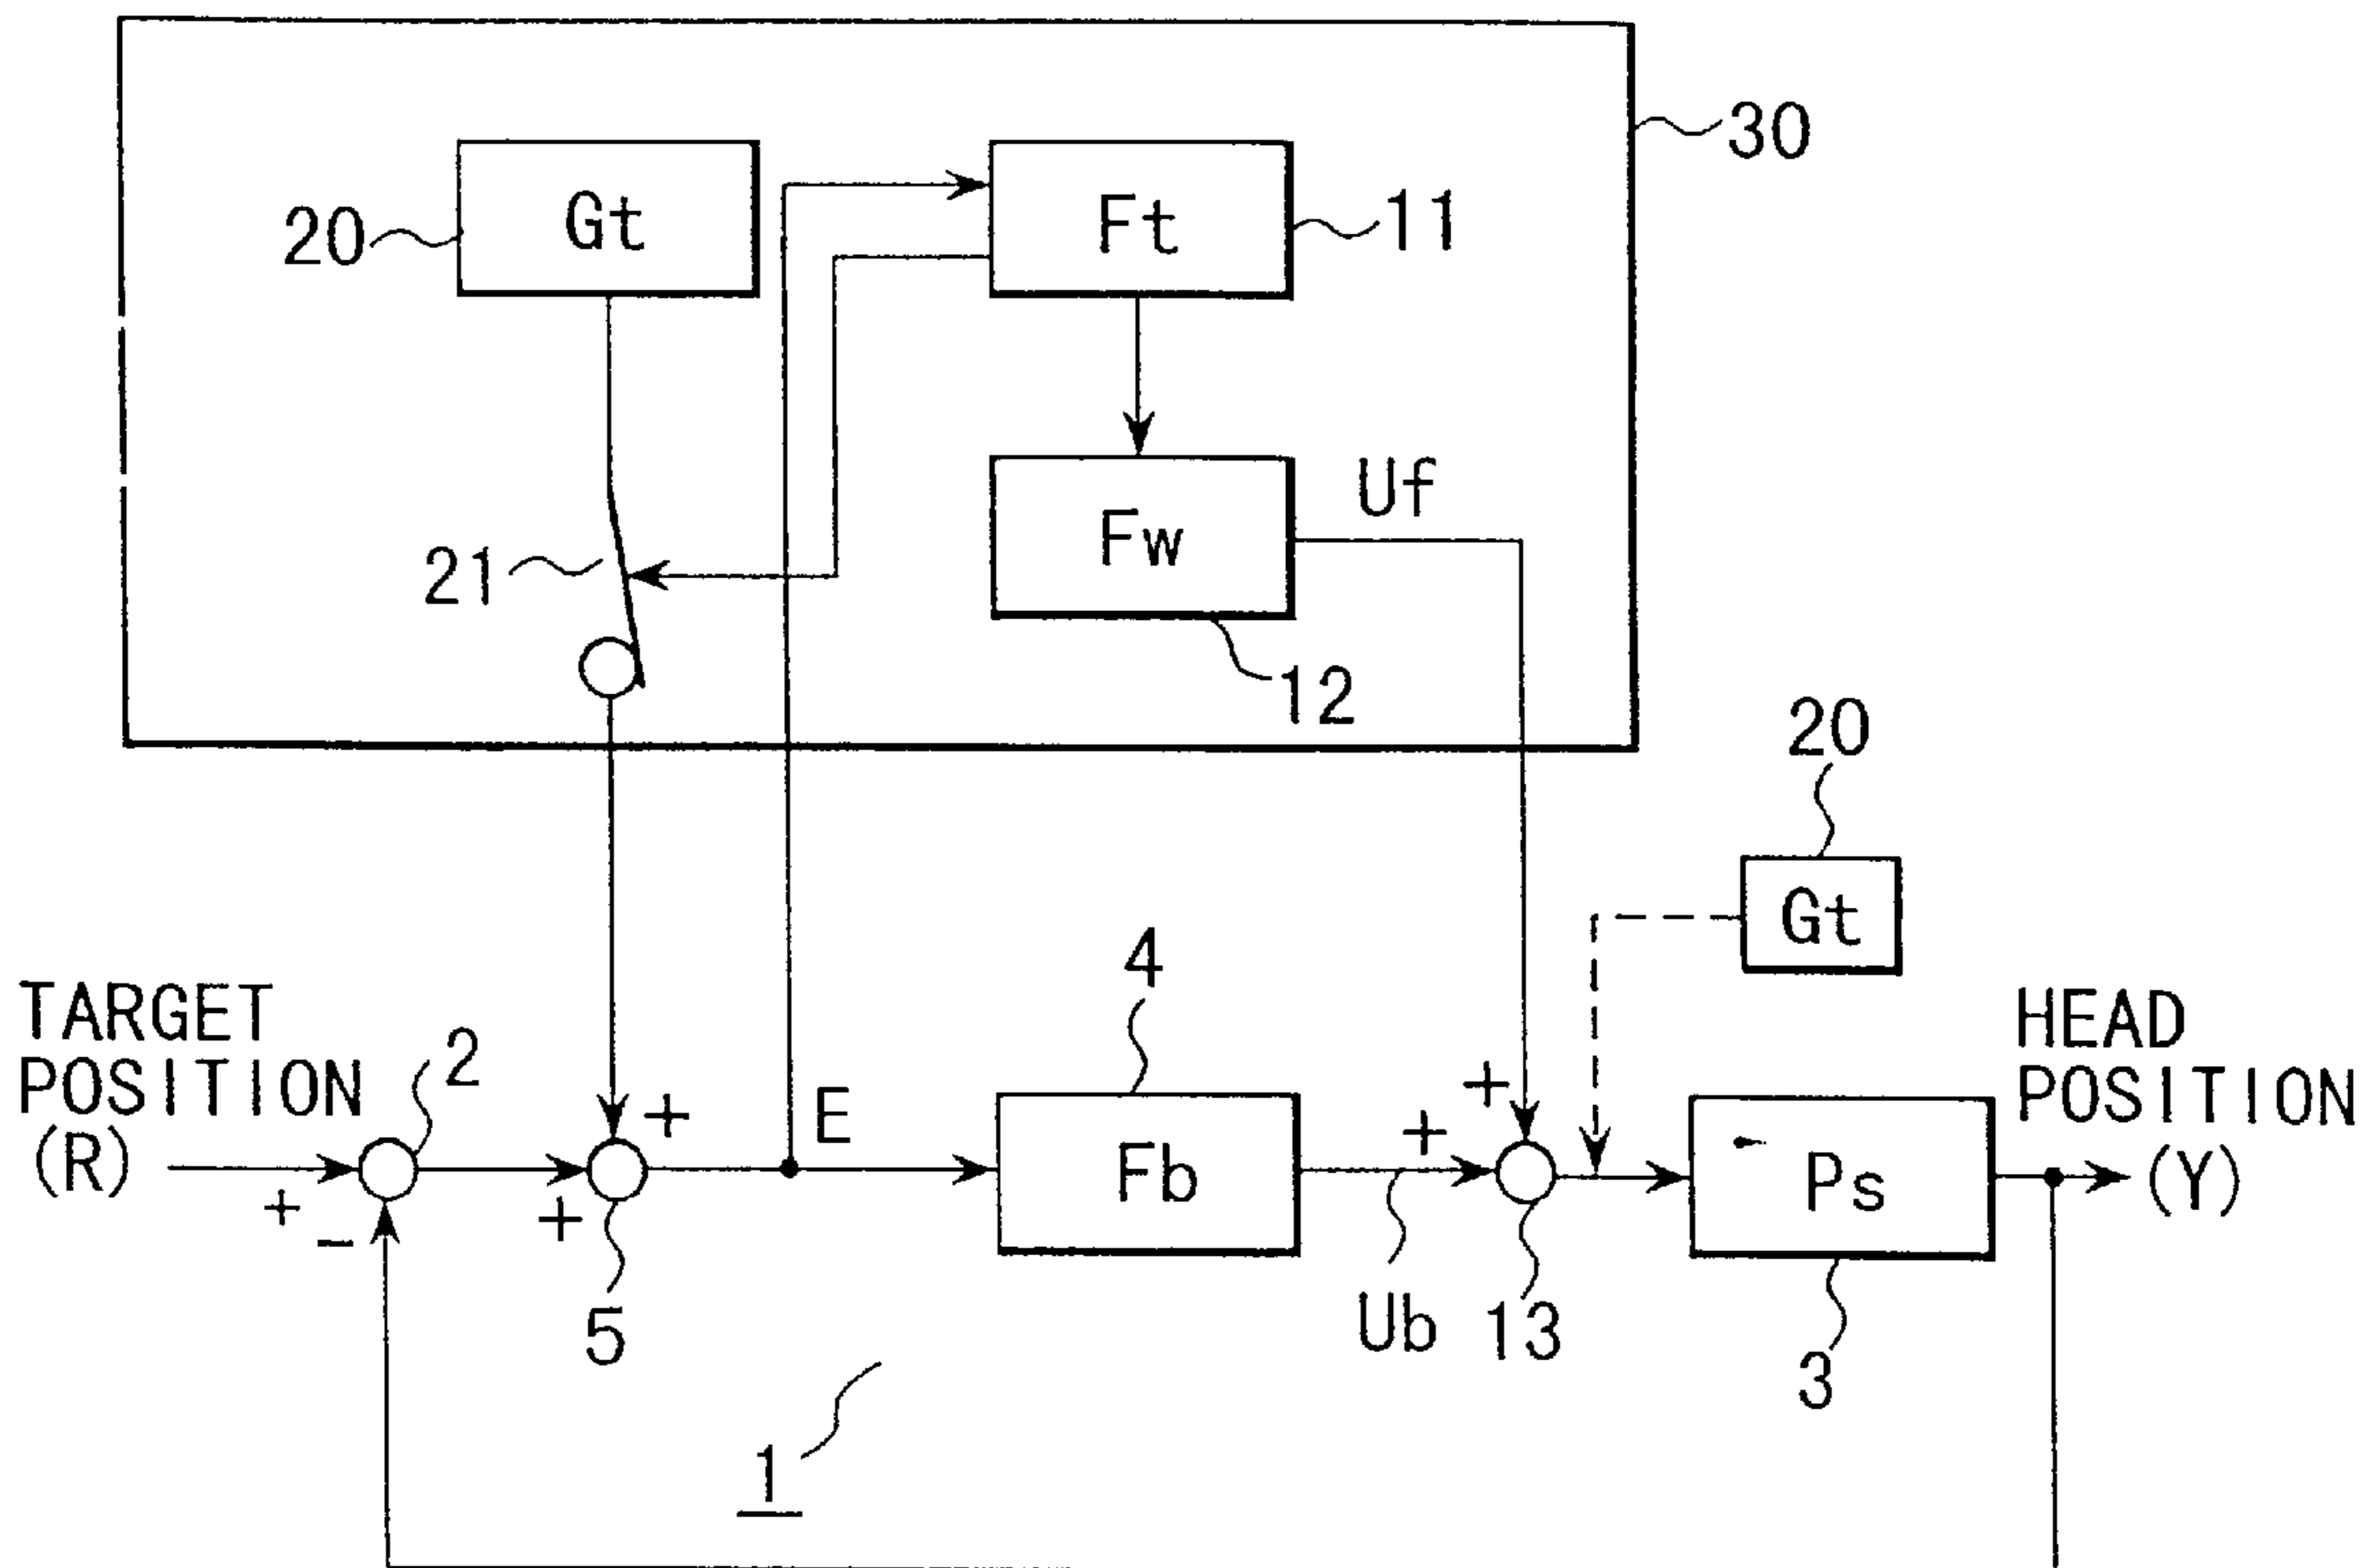 30
20
Gt
Ft
11
21
Fw
Uf
12
20
Gt
4
TARGET
POSITION
(R)
2
+
-
+
+
5
E
Fb
+
+
Ub
13
Ps
3
HEAD
POSITION
(Y)
1